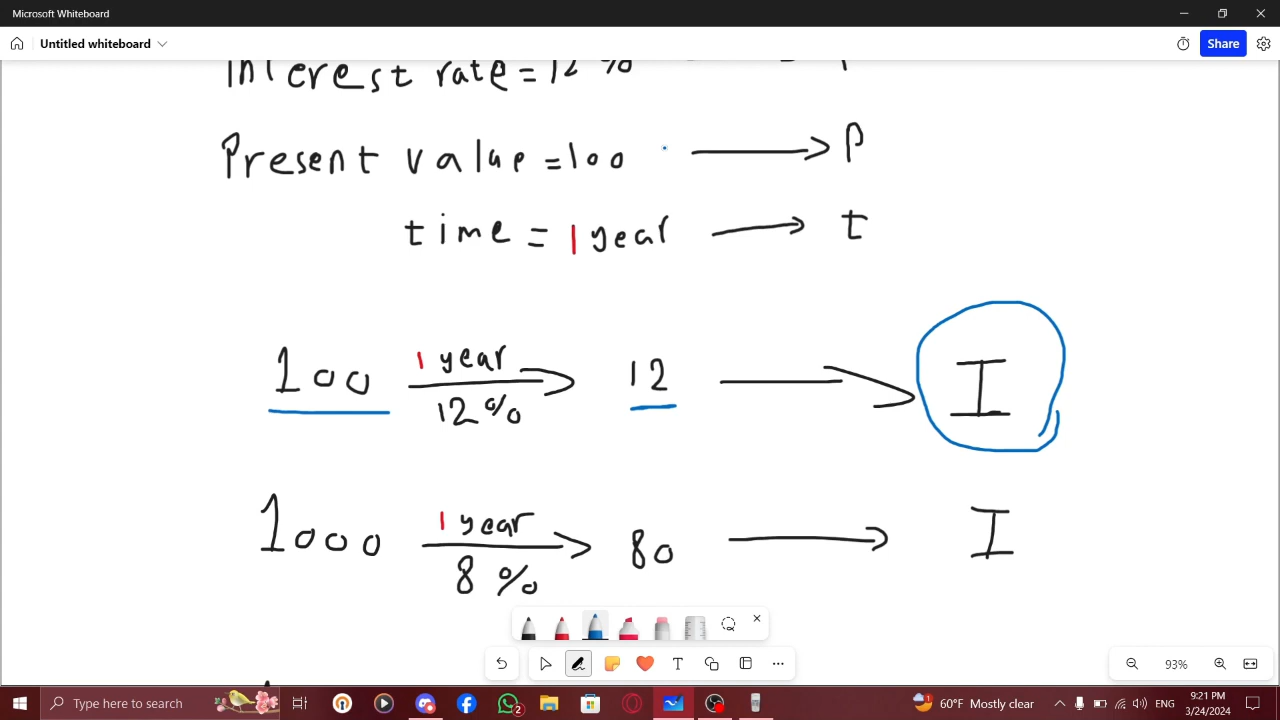 Microsoft Whiteboard
Untitled whiteboard
Share
Interest rate = 12 %
Present value = 100 → P
time = 1 year → t
100 1 year 12 % → 12 → I
1000 1 year 8 % → 80 → I
93%
Type here to search
2
1
60°F Mostly clear
ENG
9:21 PM
3/24/2024